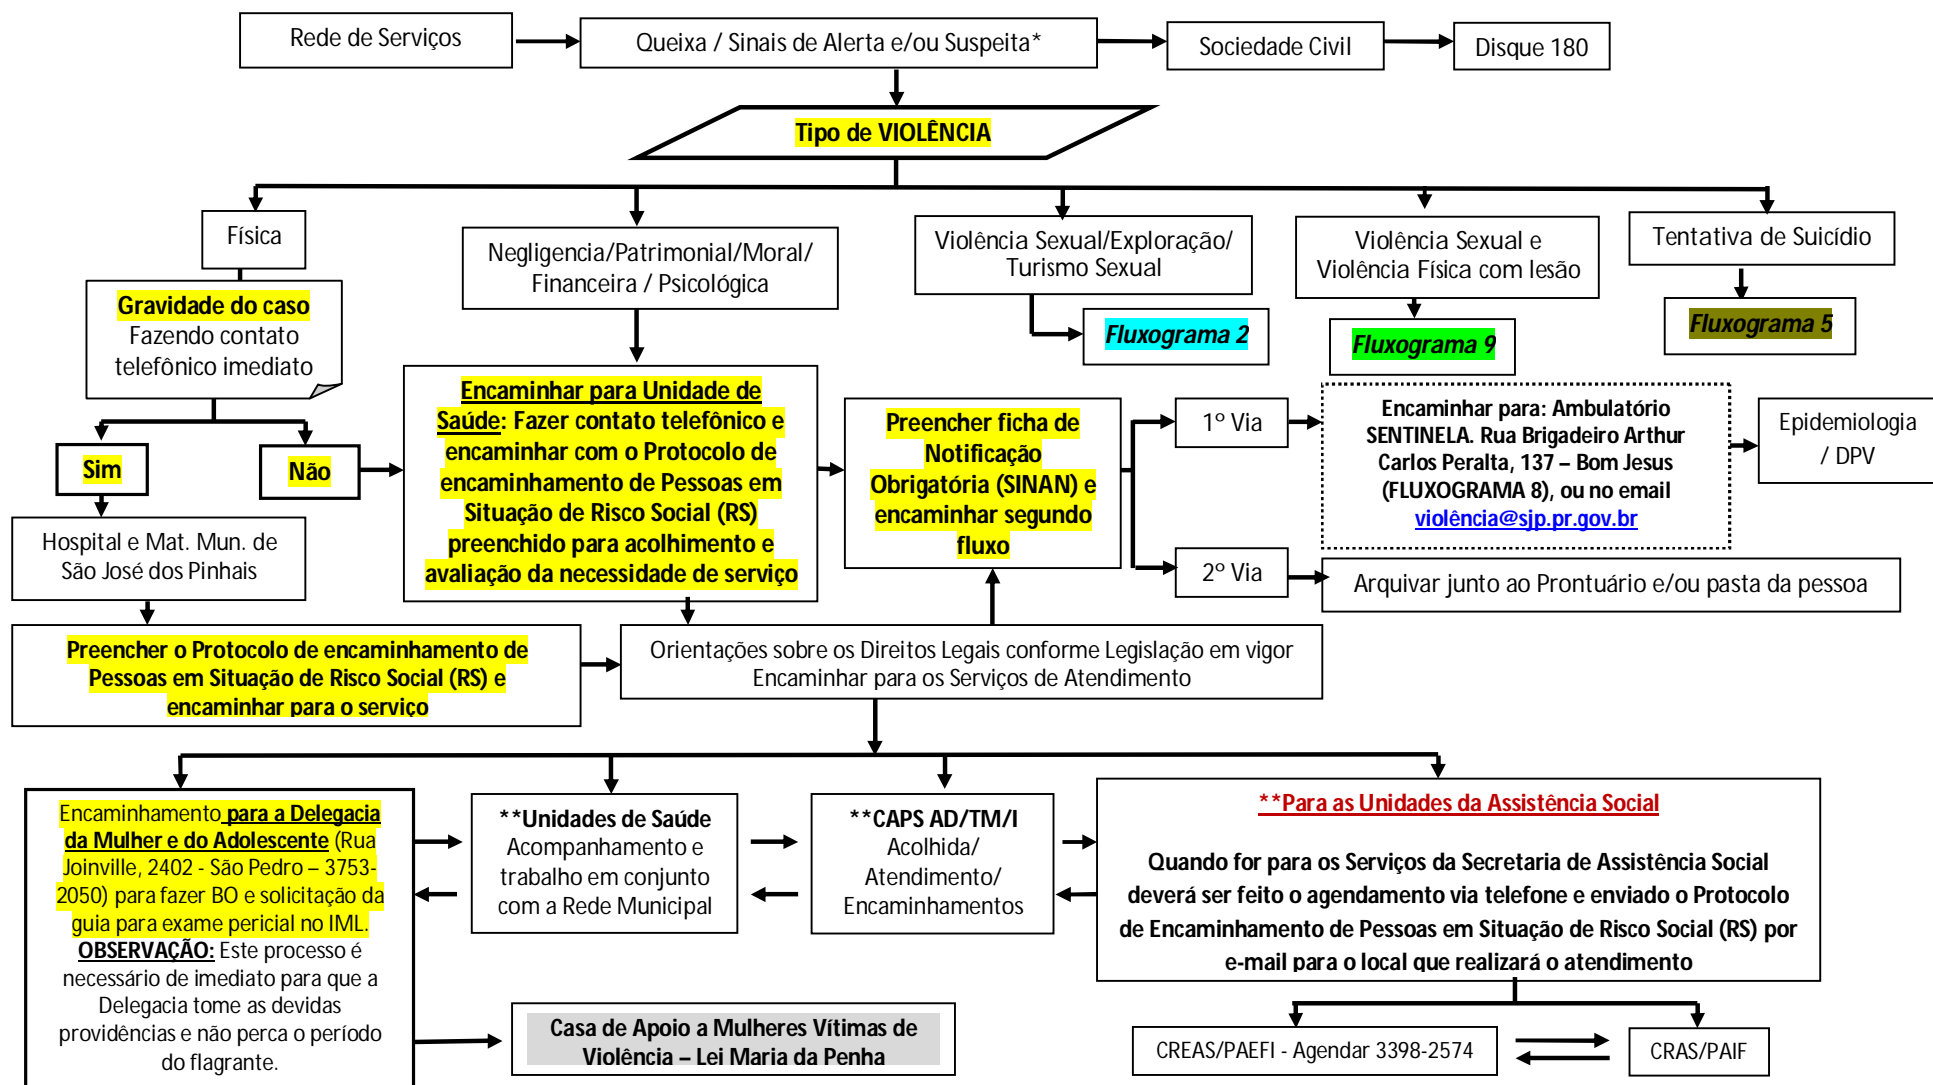 Rede de Serviços
Queixa / Sinais de Alerta e/ou Suspeita*
Sociedade Civil
Disque 180
Tipo de VIOLÊNCIA
Física
Negligencia/Patrimonial/Moral/
Financeira / Psicológica
Violência Sexual/Exploração/
Turismo Sexual
Violência Sexual e
Violência Física com lesão
Tentativa de Suicídio
Fluxograma 2
Fluxograma 9
Fluxograma 5
Gravidade do caso
Fazendo contato
telefônico imediato
Sim
Não
Encaminhar para Unidade de
Saúde: Fazer contato telefônico e
encaminhar com o Protocolo de
encaminhamento de Pessoas em
Situação de Risco Social (RS)
preenchido para acolhimento e
avaliação da necessidade de serviço
Preencher ficha de
Notificação
Obrigatória (SINAN) e
encaminhar segundo
fluxo
1º Via
Encaminhar para: Ambulatório
SENTINELA. Rua Brigadeiro Arthur
Carlos Peralta, 137 – Bom Jesus
(FLUXOGRAMA 8), ou no email
violência@sjp.pr.gov.br
Epidemiologia
/ DPV
2º Via
Arquivar junto ao Prontuário e/ou pasta da pessoa
Hospital e Mat. Mun. de
São José dos Pinhais
Preencher o Protocolo de encaminhamento de
Pessoas em Situação de Risco Social (RS) e
encaminhar para o serviço
Orientações sobre os Direitos Legais conforme Legislação em vigor
Encaminhar para os Serviços de Atendimento
Encaminhamento para a Delegacia
da Mulher e do Adolescente (Rua
Joinville, 2402 - São Pedro – 3753-
2050) para fazer BO e solicitação da
guia para exame pericial no IML.
OBSERVAÇÃO: Este processo é
necessário de imediato para que a
Delegacia tome as devidas
providências e não perca o período
do flagrante.
**Unidades de Saúde
Acompanhamento e
trabalho em conjunto
com a Rede Municipal
**CAPS AD/TM/I
Acolhida/
Atendimento/
Encaminhamentos
**Para as Unidades da Assistência Social
Quando for para os Serviços da Secretaria de Assistência Social
deverá ser feito o agendamento via telefone e enviado o Protocolo
de Encaminhamento de Pessoas em Situação de Risco Social (RS) por
e-mail para o local que realizará o atendimento
Casa de Apoio a Mulheres Vítimas de
Violência – Lei Maria da Penha
CREAS/PAEFI - Agendar 3398-2574
CRAS/PAIF